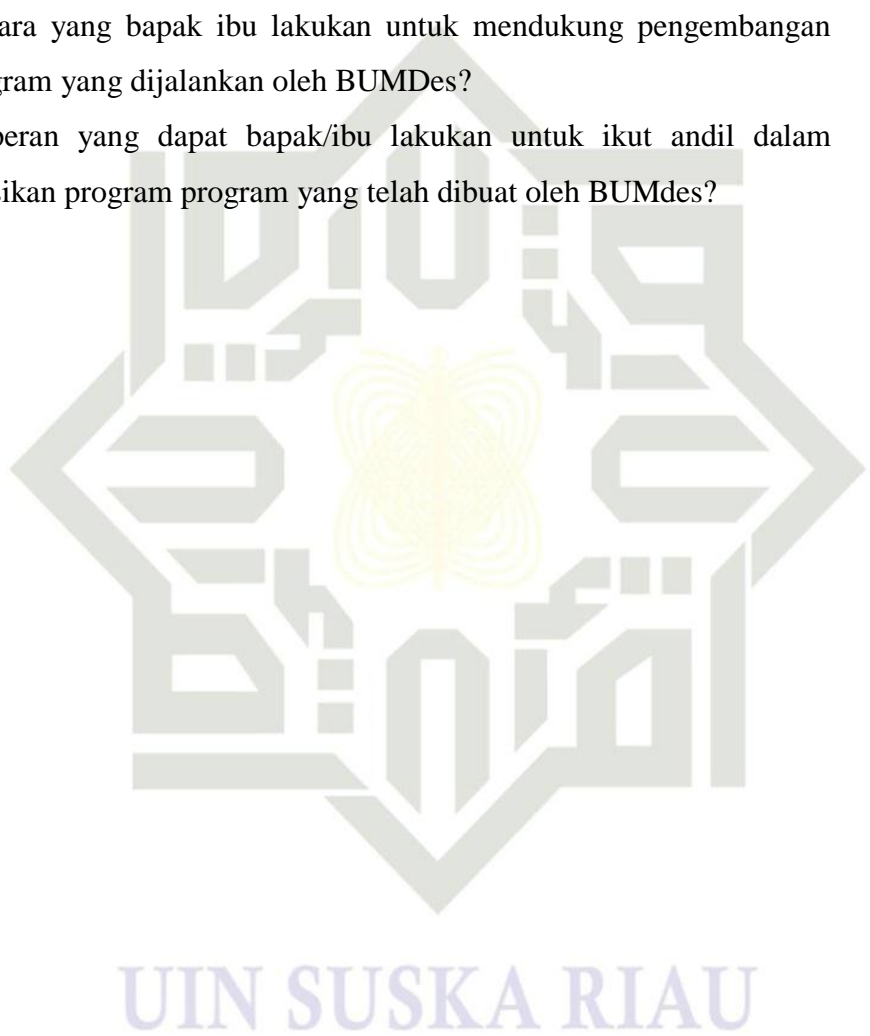 ara yang bapak ibu lakukan untuk mendukung pengembangan
gram yang dijalankan oleh BUMDes?
peran yang dapat bapak/ibu lakukan untuk ikut andil dalam
sikan program program yang telah dibuat oleh BUMdes?
UIN SUSKA RIAU